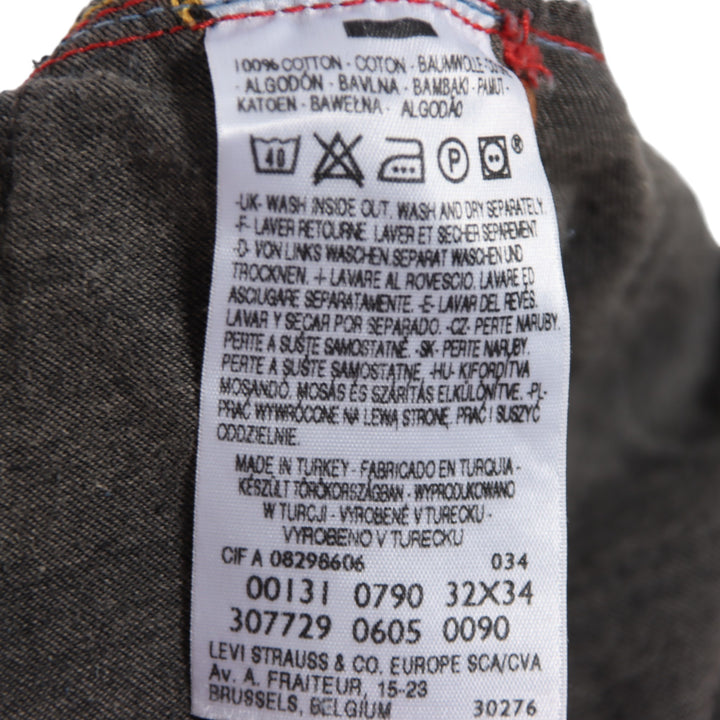 100% COTTON - COTON - BAUMWOLLE
- ALGODÓN - BAVLNA - BAMBAKI - PAMUT -
KATOEN - BAWEŁNA - ALGODÃO
40 P ®
-UK- WASH INSIDE OUT. WASH AND DRY SEPARATELY.
-F- LAVER RETOURNE. LAVER ET SECHER SEPAREMENT
-D- VON LINKS WASCHEN. SEPARAT WASCHEN UND
TROCKNEN. -I- LAVARE AL ROVESCIO. LAVARE ED
ASCIUGARE SEPARATAMENTE. -E- LAVAR DEL REVÉS.
LAVAR Y SECAR POR SEPARADO. -CZ- PERTE NARUBY.
PERTE A SUŠTE SAMOSTATNĚ. -SK- PERTE NARUBY.
PERTE A SUŠTE SAMOSTATNE. -HU- KIFORDÍTVA
MOSANDÓ. MOSÁS ÉS SZÁRÍTÁS ELKÜLÖNÍTVE. -PL-
PRAĆ WYWRÓCONE NA LEWĄ STRONĘ. PRAĆ I SUSZYĆ
ODDZIELNIE.
MADE IN TURKEY - FABRICADO EN TURQUIA -
KÉSZÜLT TÖRÖKORSZÁGBAN - WYPRODUKOWANO
W TURCJI - VYROBENÉ V TURECKU -
VYROBENO V TURECKU
CIF A 08298606 034
00131 0790 32X34
307729 0605 0090
LEVI STRAUSS & CO. EUROPE SCA/CVA
Av. A. FRAITEUR, 15-23
BRUSSELS, BELGIUM 30276